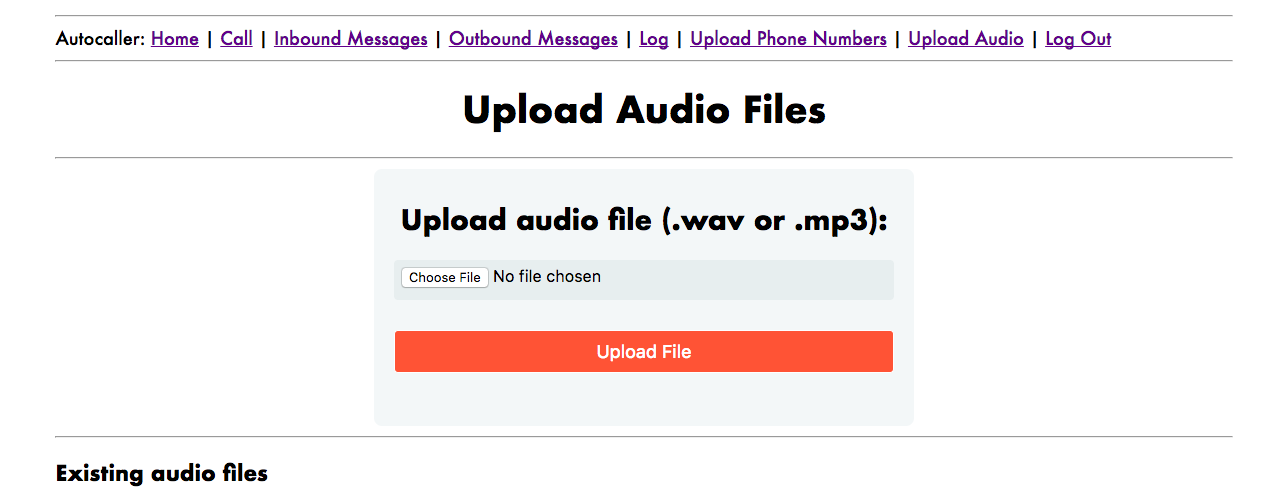 Autocaller: Home | Call | Inbound Messages | Outbound Messages | Log | Upload Phone Numbers | Upload Audio | Log Out
Upload Audio Files
Upload audio file (.wav or .mp3):
Choose File No file chosen
Upload File
Existing audio files